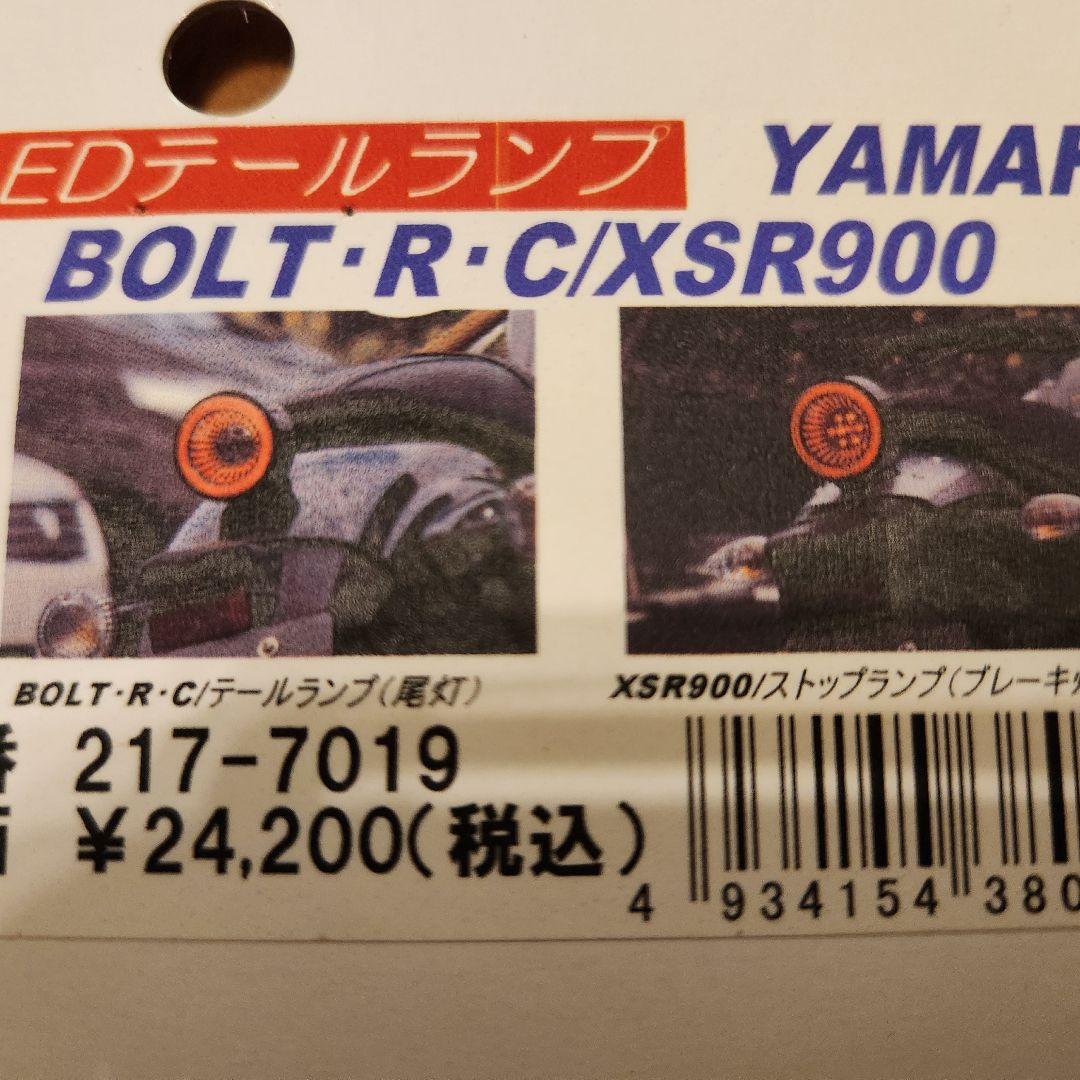 EDテールランプ YAMAH
BOLT・R・C/XSR900
BOLT・R・C/テールランプ(尾灯)
XSR900/ストップランプ(ブレーキ
217-7019
¥24,200(税込)
4 934154 380